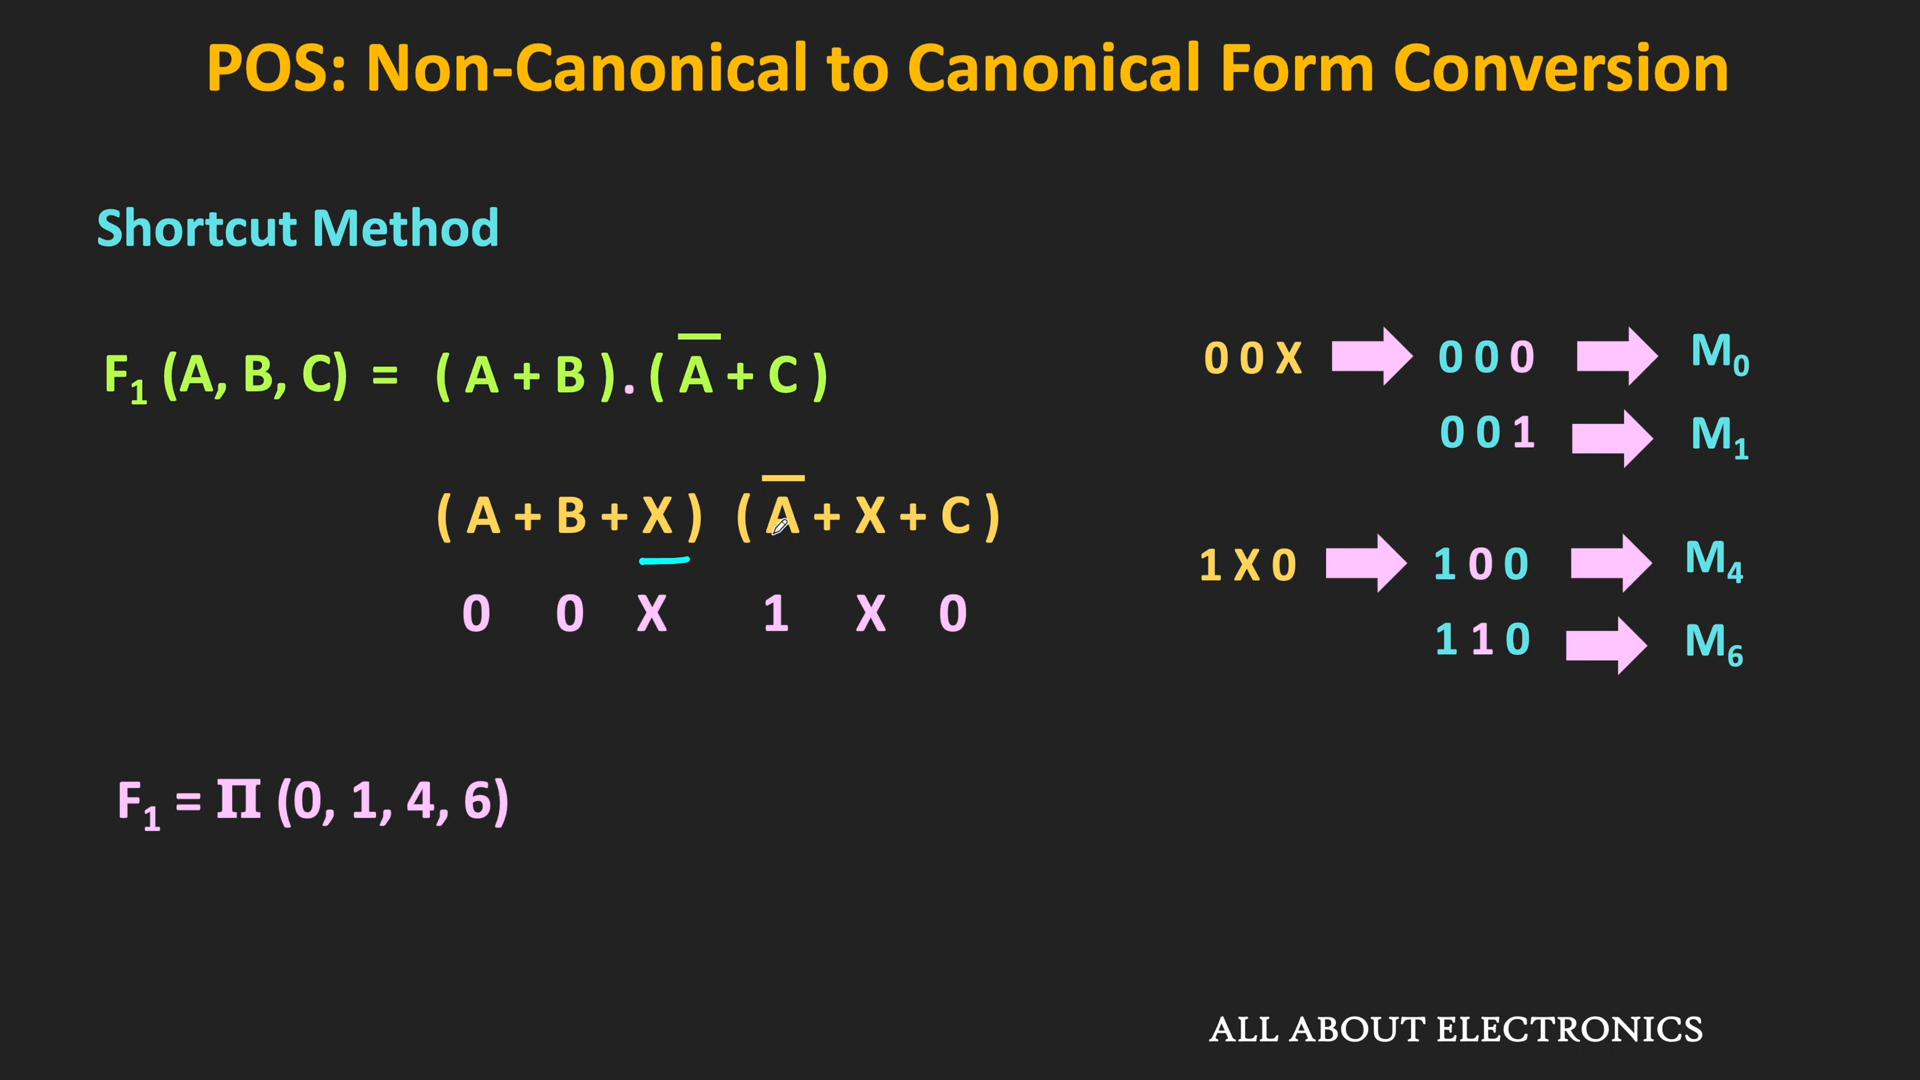 POS: Non-Canonical to Canonical Form Conversion
Shortcut Method
F₁ (A, B, C) = ( A + B ) . ( A̅ + C )
( A + B + X ) ( A̅ + X + C )
0 0 X 1 X 0
F₁ = Π (0, 1, 4, 6)
0 0 X 0 0 0 M₀
0 0 1 M₁
1 X 0 1 0 0 M₄
1 1 0 M₆
ALL ABOUT ELECTRONICS